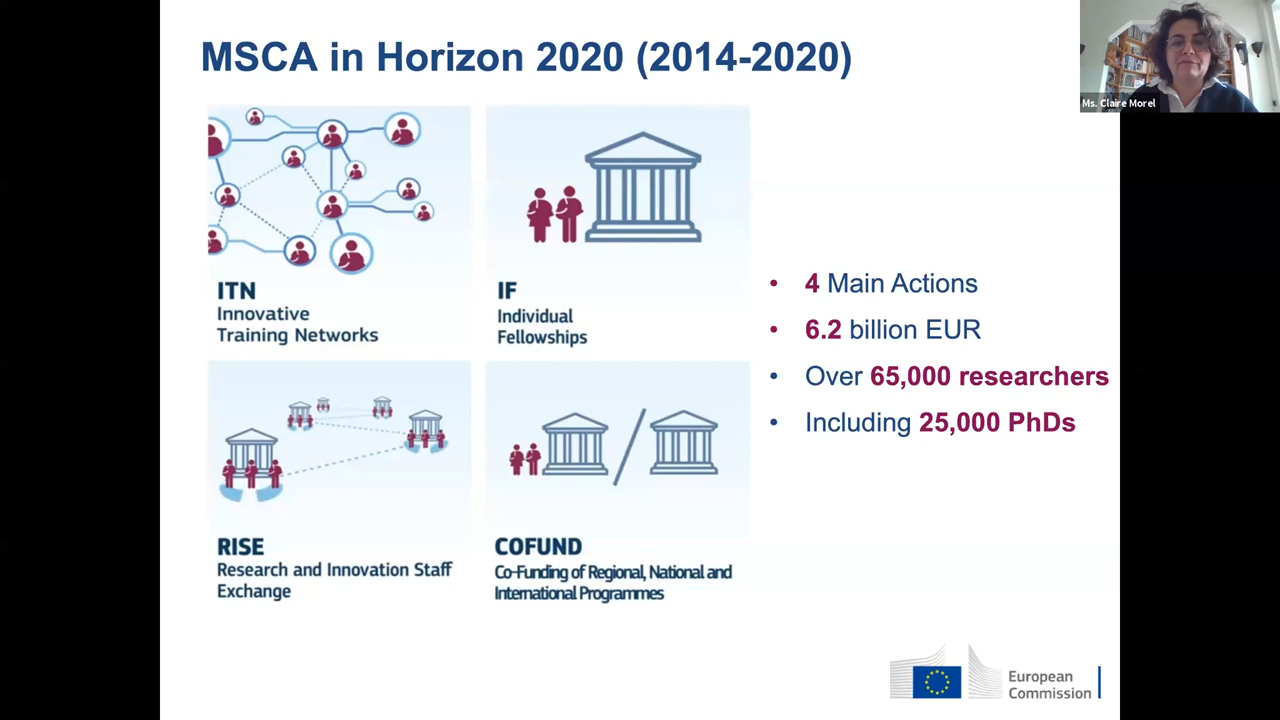 MSCA in Horizon 2020 (2014-2020)
Ms. Claire Morel
ITN
Innovative
Training Networks
IF
Individual
Fellowships
• 4 Main Actions
• 6.2 billion EUR
• Over 65,000 researchers
• Including 25,000 PhDs
RISE
Research and Innovation Staff
Exchange
COFUND
Co-Funding of Regional, National and
International Programmes
European
Commission